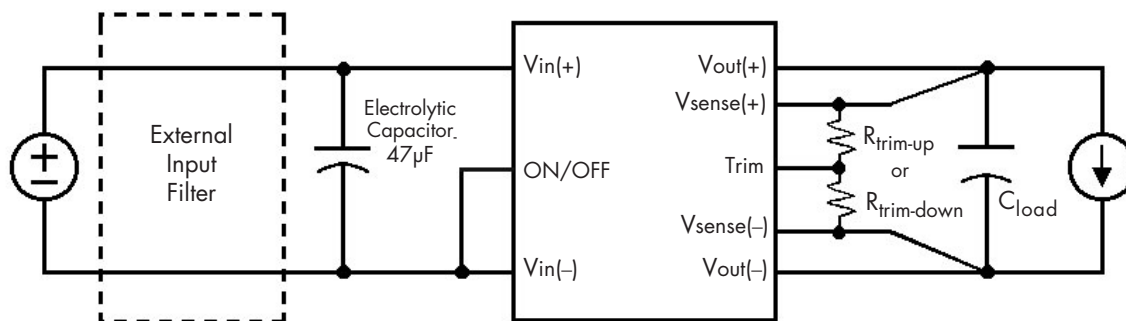 External
Input
Filter
Electrolytic
Capacitor
47µF
Vin(+)
ON/OFF
Vin(–)
Vout(+)
Vsense(+)
Trim
Vsense(–)
Vout(–)
Rtrim-up
or
Rtrim-down
Cload